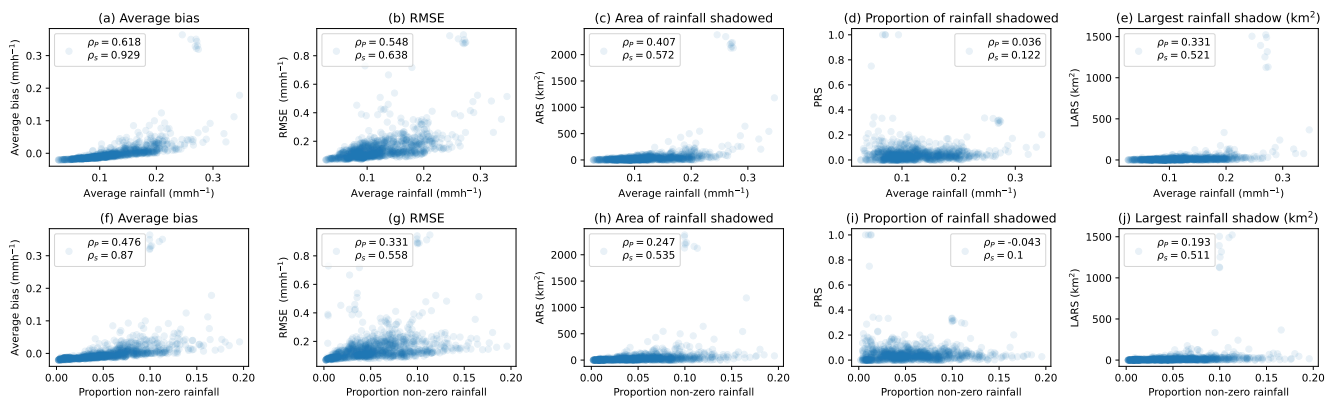 (a) Average bias
ρP = 0.618
ρs = 0.929
Average bias (mmh⁻¹)
0.3
0.2
0.1
0.0
0.1
0.2
0.3
Average rainfall (mmh⁻¹)
(b) RMSE
ρP = 0.548
ρs = 0.638
RMSE (mmh⁻¹)
0.8
0.6
0.4
0.2
0.1
0.2
0.3
Average rainfall (mmh⁻¹)
(c) Area of rainfall shadowed
ρP = 0.407
ρs = 0.572
ARS (km²)
2000
1500
1000
500
0
0.1
0.2
0.3
Average rainfall (mmh⁻¹)
(d) Proportion of rainfall shadowed
ρP = 0.036
ρs = 0.122
PRS
1.0
0.8
0.6
0.4
0.2
0.0
0.1
0.2
0.3
Average rainfall (mmh⁻¹)
(e) Largest rainfall shadow (km²)
ρP = 0.331
ρs = 0.521
LARS (km²)
1500
1000
500
0
0.1
0.2
0.3
Average rainfall (mmh⁻¹)
(f) Average bias
ρP = 0.476
ρs = 0.87
Average bias (mmh⁻¹)
0.3
0.2
0.1
0.0
0.00
0.05
0.10
0.15
0.20
Proportion non-zero rainfall
(g) RMSE
ρP = 0.331
ρs = 0.558
RMSE (mmh⁻¹)
0.8
0.6
0.4
0.2
0.00
0.05
0.10
0.15
0.20
Proportion non-zero rainfall
(h) Area of rainfall shadowed
ρP = 0.247
ρs = 0.535
ARS (km²)
2000
1500
1000
500
0
0.00
0.05
0.10
0.15
0.20
Proportion non-zero rainfall
(i) Proportion of rainfall shadowed
ρP = -0.043
ρs = 0.1
PRS
1.0
0.8
0.6
0.4
0.2
0.0
0.00
0.05
0.10
0.15
0.20
Proportion non-zero rainfall
(j) Largest rainfall shadow (km²)
ρP = 0.193
ρs = 0.511
LARS (km²)
1500
1000
500
0
0.00
0.05
0.10
0.15
0.20
Proportion non-zero rainfall